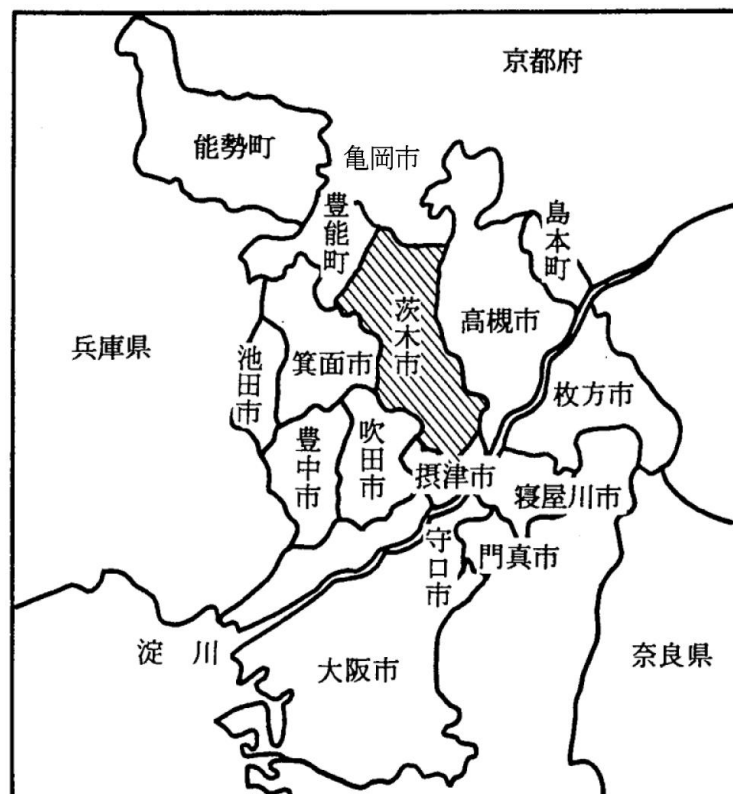 京都府
能勢町
亀岡市
豊能町
島本町
茨木市
高槻市
兵庫県
池田市
箕面市
枚方市
豊中市
吹田市
摂津市
寝屋川市
守口市
門真市
淀川
大阪市
奈良県